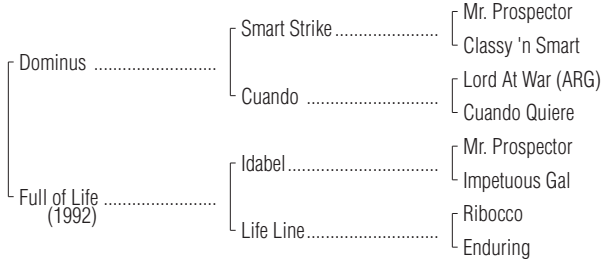 Mr. Prospector
Smart Strike
Classy 'n Smart
Dominus
Lord At War (ARG)
Cuando
Cuando Quiere
Mr. Prospector
Idabel
Impetuous Gal
Full of Life
(1992)
Ribocco
Life Line
Enduring